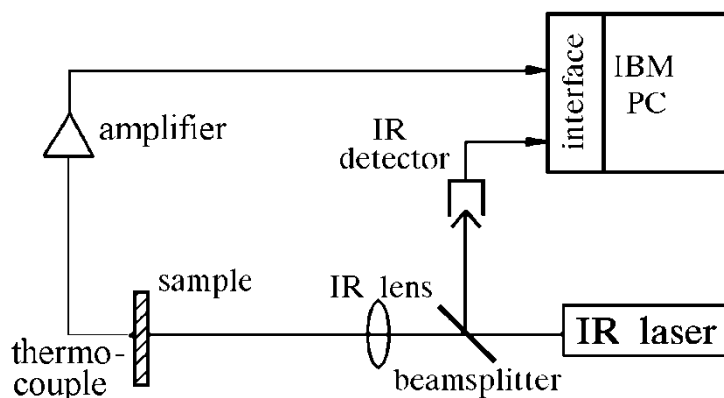 interface
IBM
PC
amplifier
IR
detector
sample
IR lens
IR laser
thermo-
couple
beamsplitter